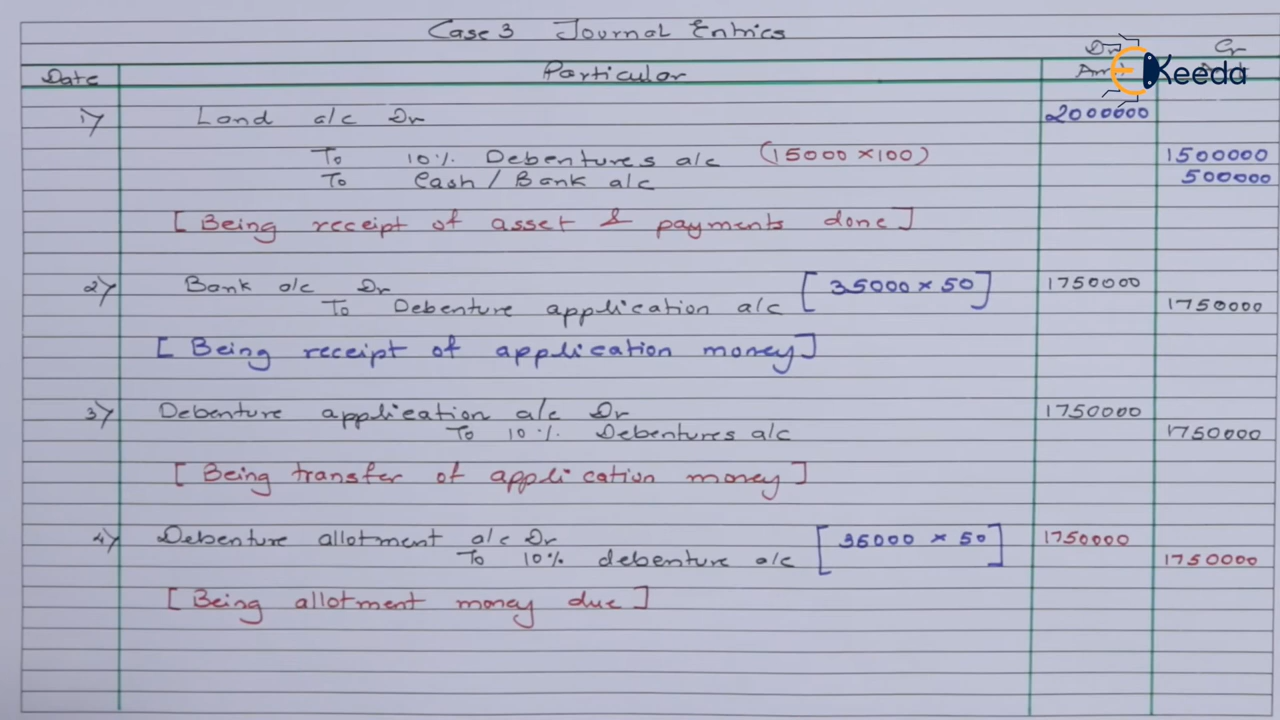 Case 3 Journal Entries
Dr Cr
Date Particular Amt
Keeda
1) Land a/c Dr 2000000
To 10% Debentures a/c (15000 × 100) 1500000
To Cash / Bank a/c 500000
[Being receipt of asset & payments done]
2) Bank a/c Dr [35000 × 50] 1750000
To Debenture application a/c 1750000
[Being receipt of application money]
3) Debenture application a/c Dr 1750000
To 10% Debentures a/c 1750000
[Being transfer of application money]
4) Debenture allotment a/c Dr [35000 × 50] 1750000
To 10% debenture a/c 1750000
[Being allotment money due]